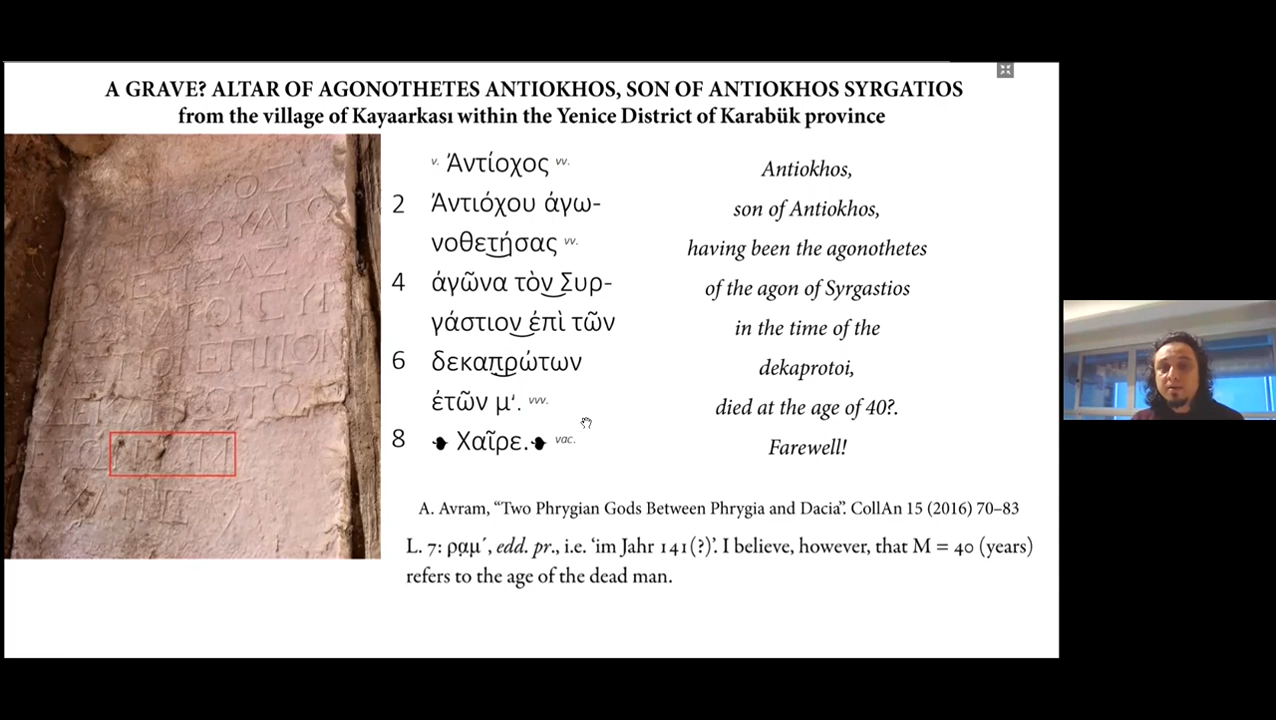 A GRAVE? ALTAR OF AGONOTHETES ANTIOKHOS, SON OF ANTIOKHOS SYRGATIOS
from the village of Kayaarkası within the Yenice District of Karabük province
v. Ἀντίοχος vv.
2 Ἀντιόχου ἀγω-
νοθετήσας vv.
4 ἀγῶνα τὸν Συρ-
γάστιον ἐπὶ τῶν
6 δεκαπρώτων
ἐτῶν μʹ. vvv.
8 Χαῖρε. vac.
Antiokhos,
son of Antiokhos,
having been the agonothetes
of the agon of Syrgastios
in the time of the
dekaprotoi,
died at the age of 40?.
Farewell!
A. Avram, “Two Phrygian Gods Between Phrygia and Dacia”. CollAn 15 (2016) 70–83
L. 7: ρα̣μ´, edd. pr., i.e. ‘im Jahr 141(?)’. I believe, however, that M = 40 (years)
refers to the age of the dead man.